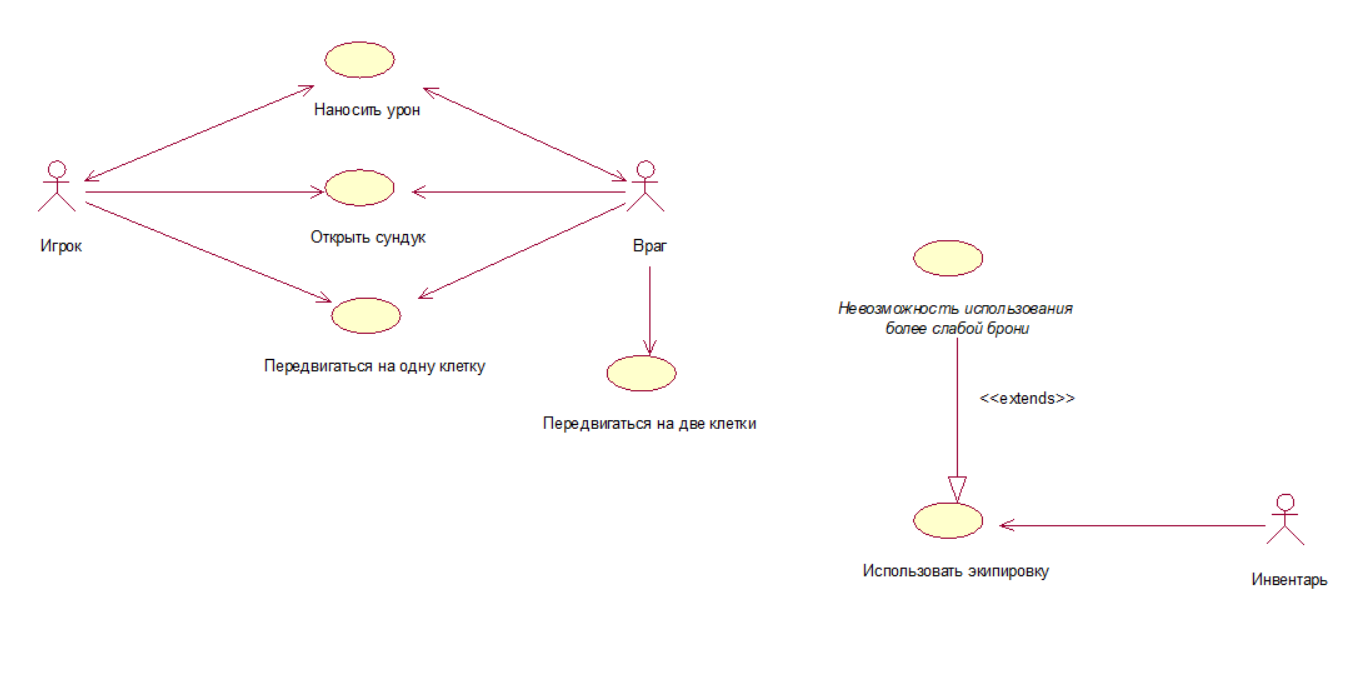 Наносить урон
Игрок
Открыть сундук
Враг
Передвигаться на одну клетку
Передвигаться на две клетки
Невозможность использования
более слабой брони
<<extends>>
Использовать экипировку
Инвентарь